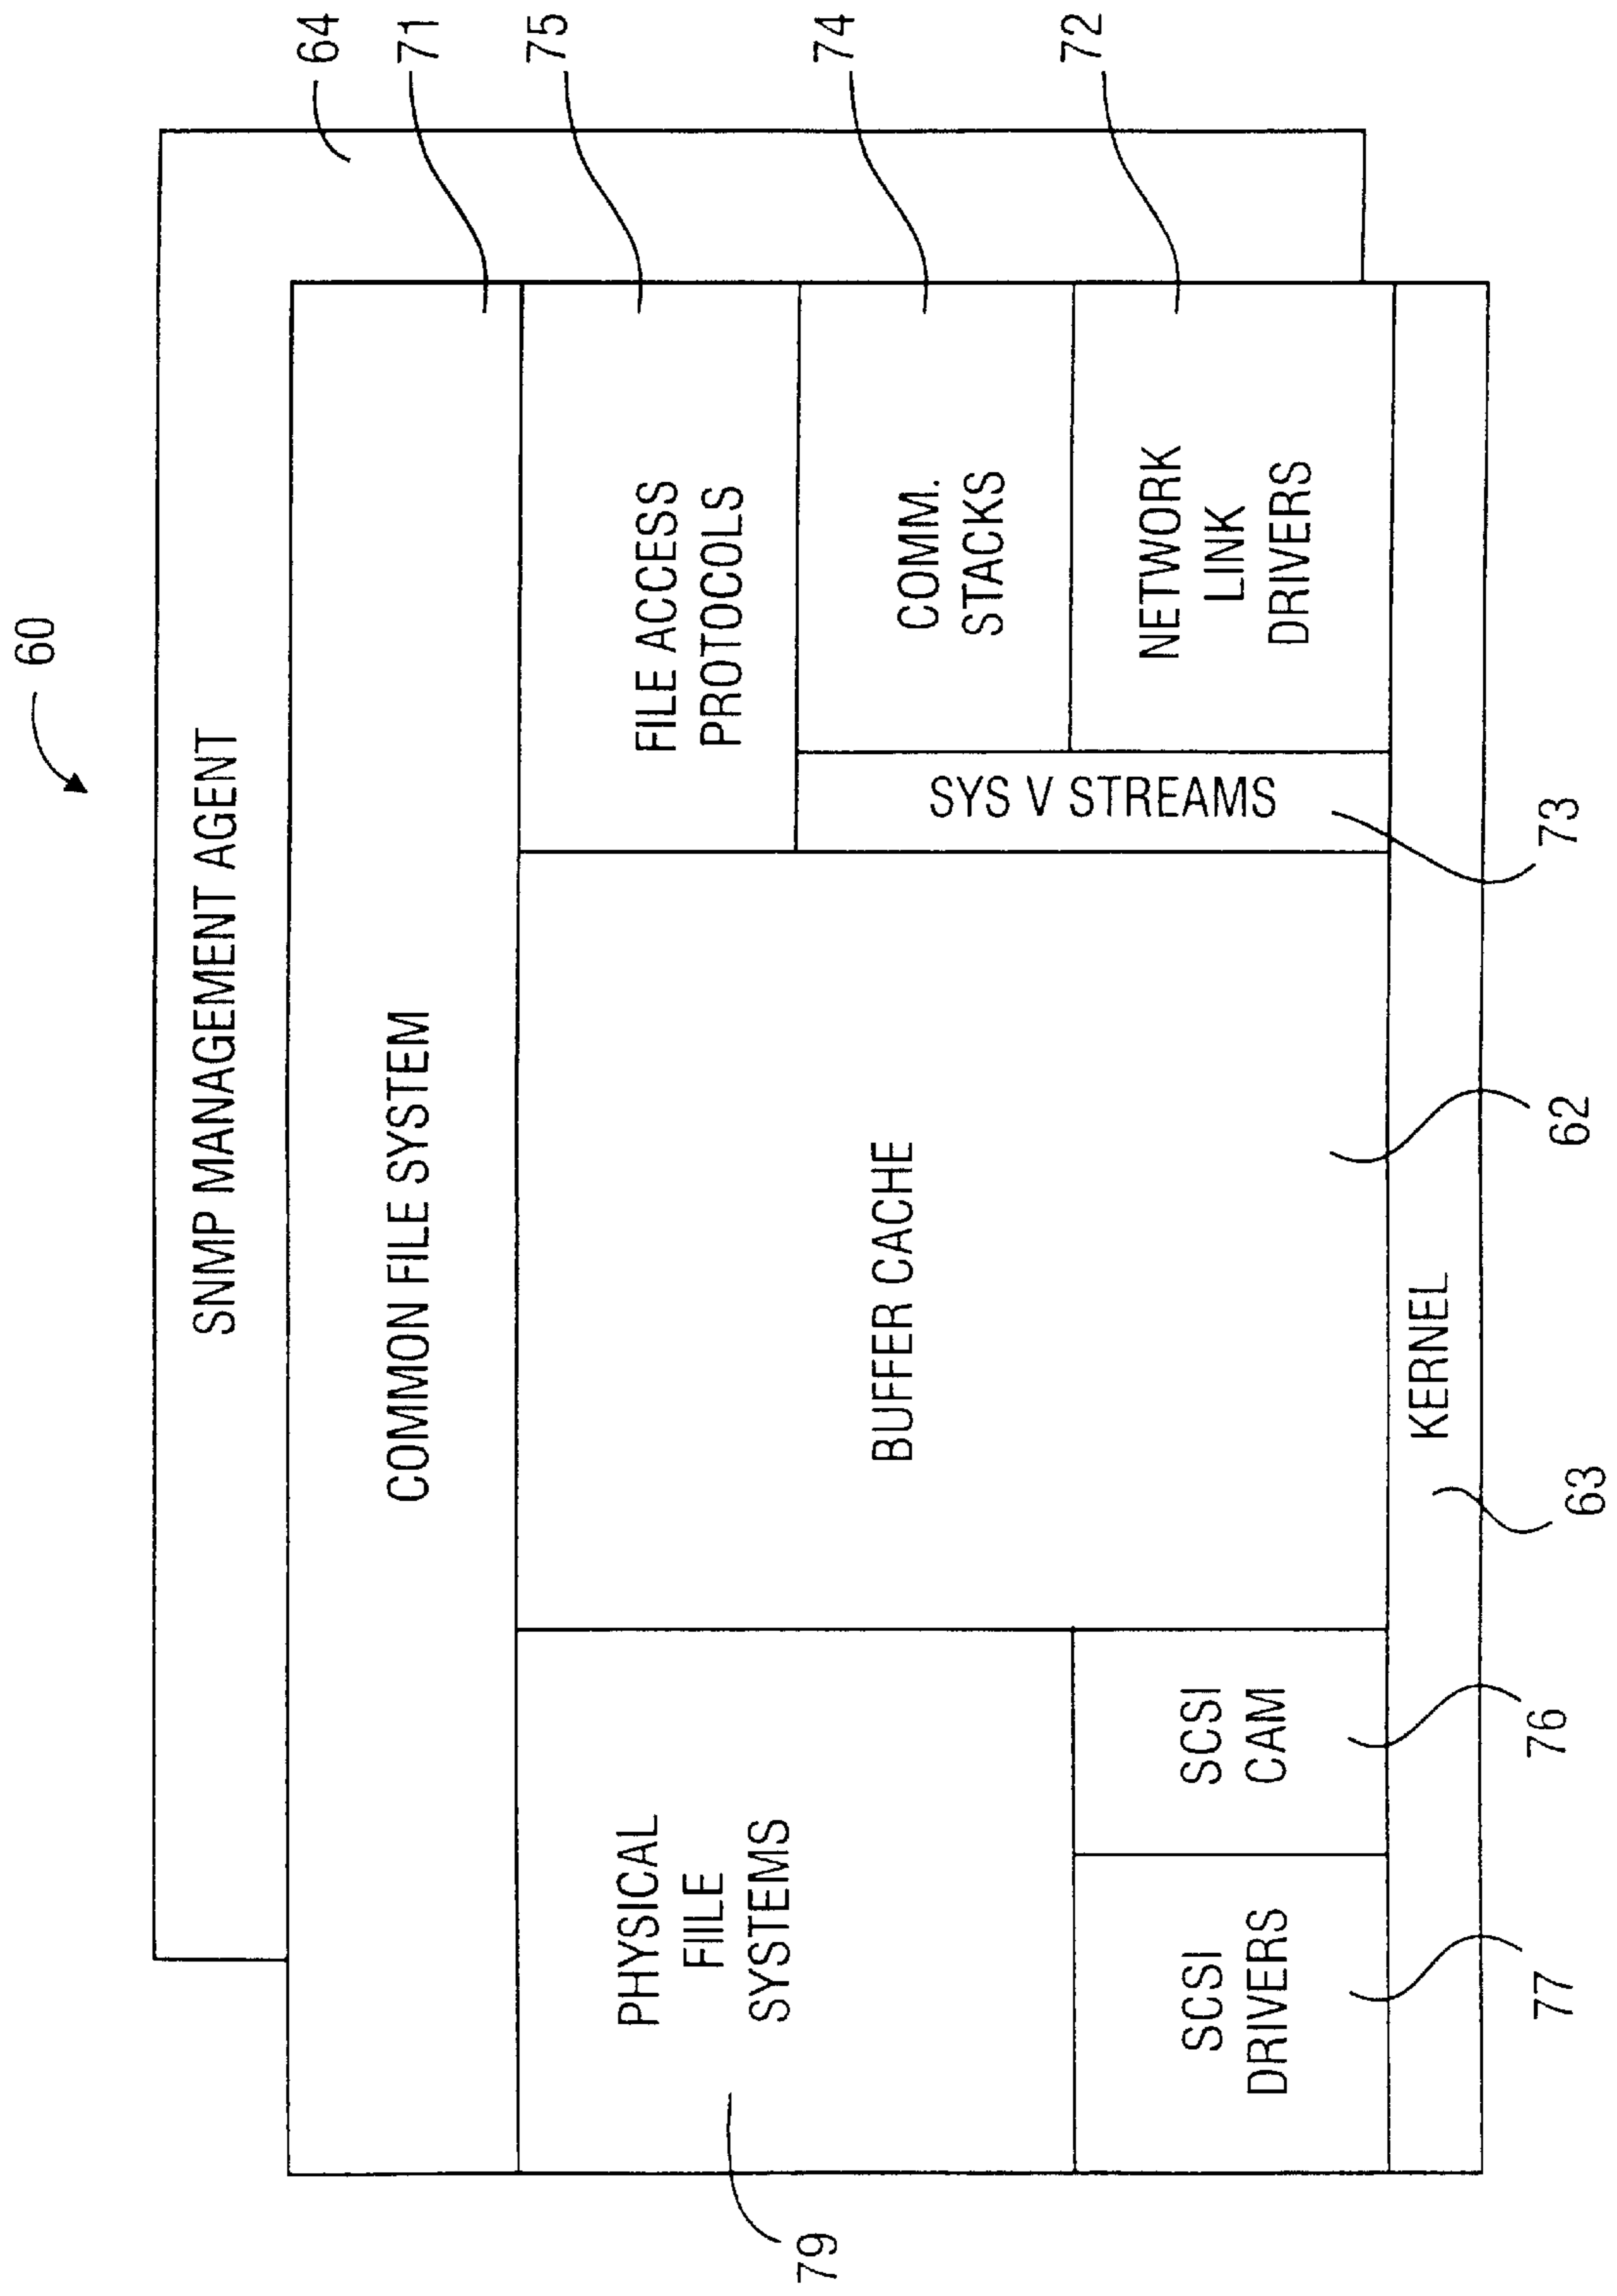 60
SNMP MANAGEMENT AGENT
64
COMMON FILE SYSTEM
71
PHYSICAL
FIILE
SYSTEMS
79
BUFFER CACHE
FILE ACCESS
PROTOCOLS
75
COMM.
STACKS
74
SCSI
DRIVERS
SCSI
CAM
SYS V STREAMS
NETWORK
LINK
DRIVERS
72
KERNEL
77
76
63
62
73